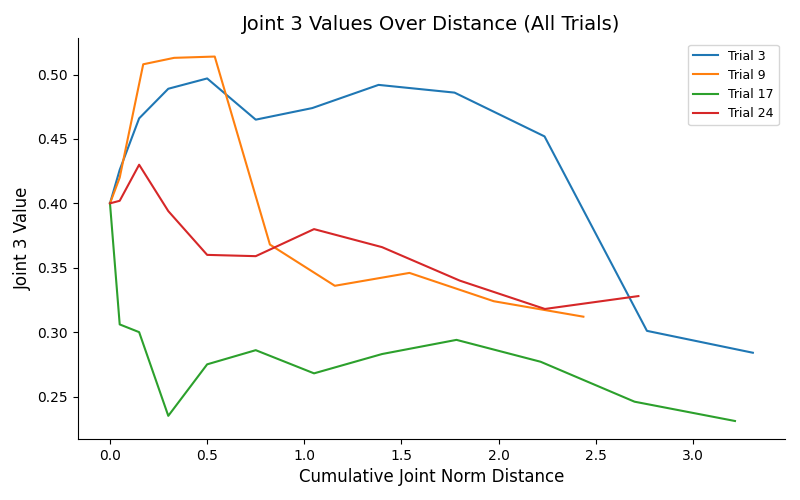 Joint 3 Values Over Distance (All Trials)
Trial 3
Trial 9
Trial 17
Trial 24
Joint 3 Value
0.50
0.45
0.40
0.35
0.30
0.25
0.0 0.5 1.0 1.5 2.0 2.5 3.0
Cumulative Joint Norm Distance